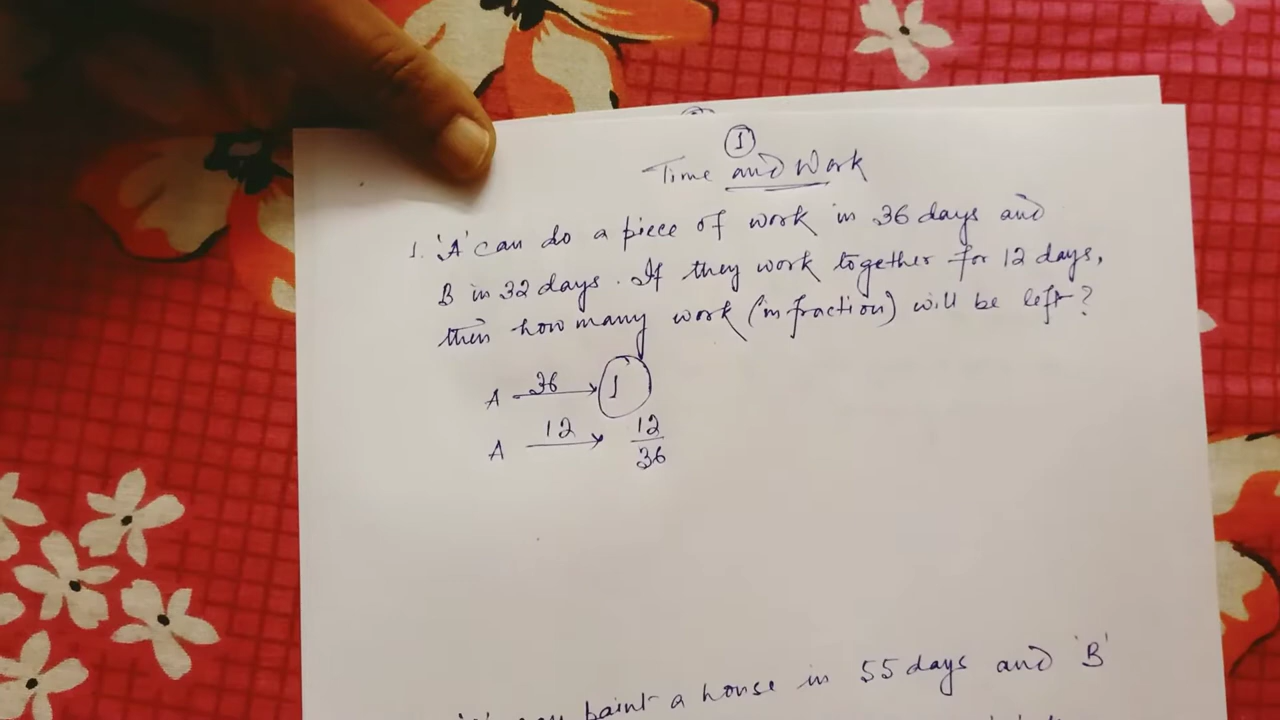 1
Time and Work
1. 'A' can do a piece of work in 36 days and
B in 32 days. If they work together for 12 days,
then how many work (in fraction) will be left?
A 36 → 1
A 12 → 12/36
paint a house in 55 days and 'B'